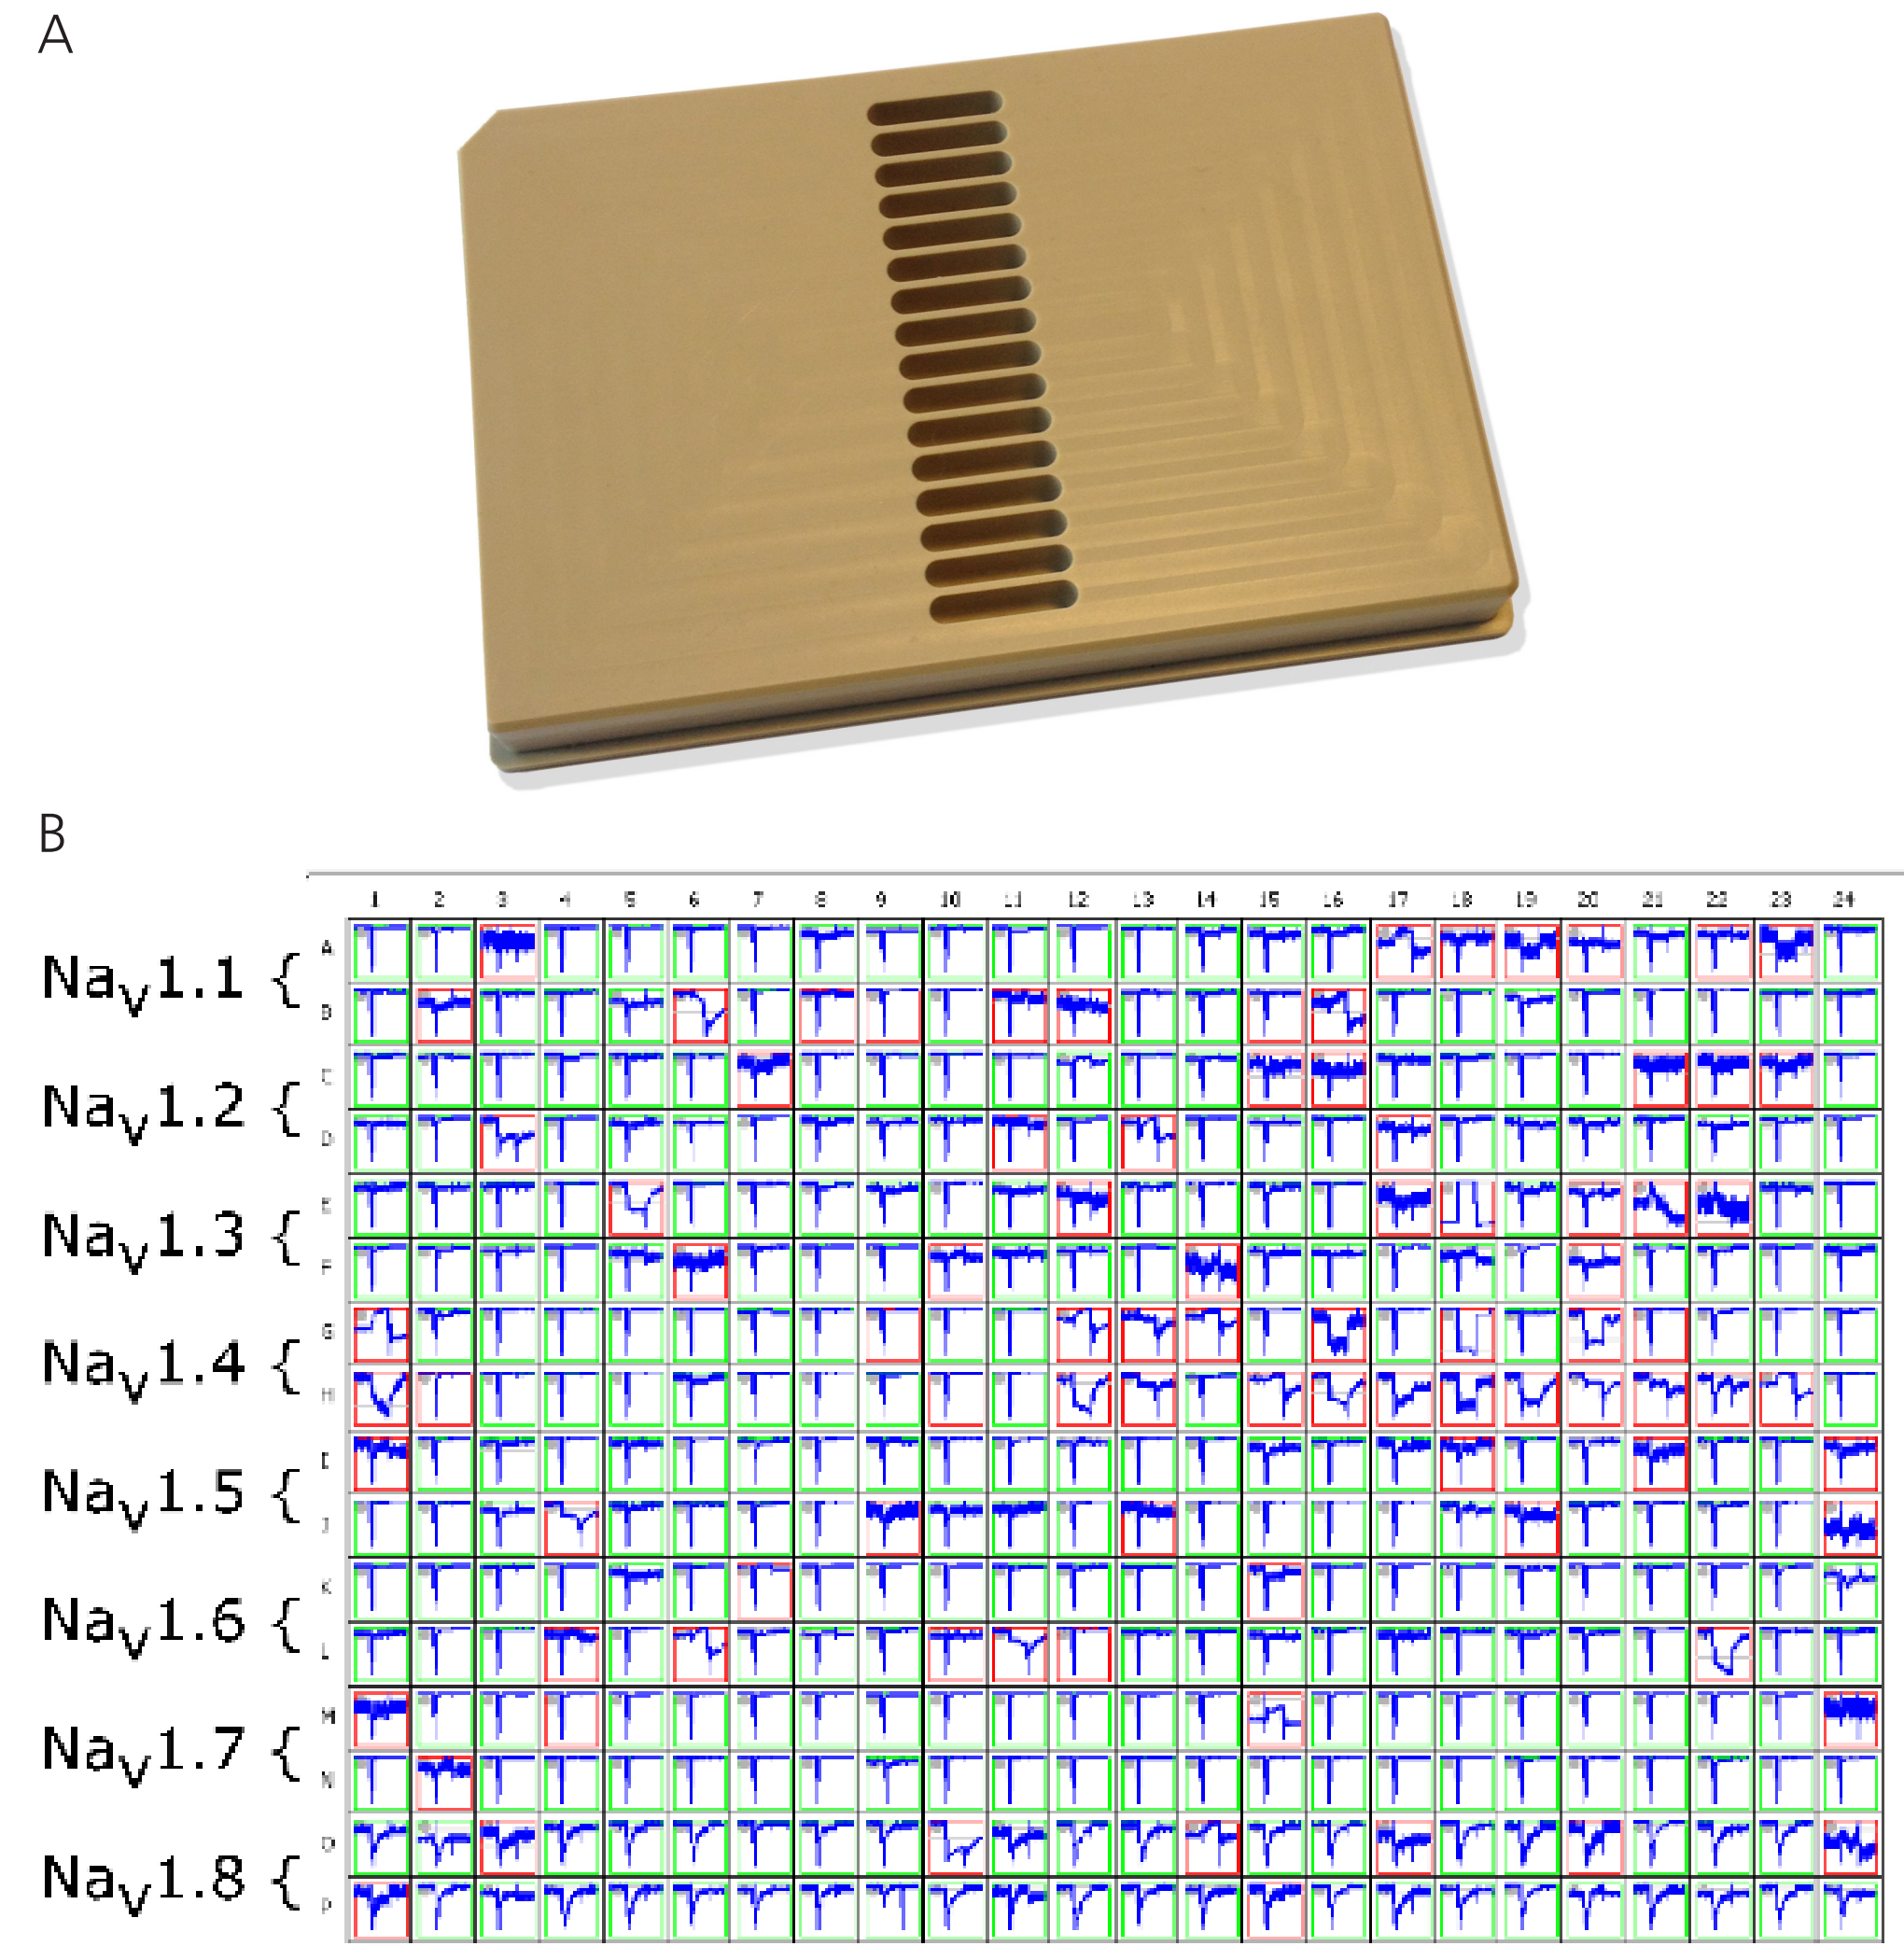 A
B
1 2 3 4 5 6 7 8 9 10 11 12 13 14 15 16 17 18 19 20 21 22 23 24
Nav1.1 {
A
B
Nav1.2 {
C
D
Nav1.3 {
E
F
Nav1.4 {
G
H
Nav1.5 {
I
J
Nav1.6 {
K
L
Nav1.7 {
M
N
Nav1.8 {
O
P